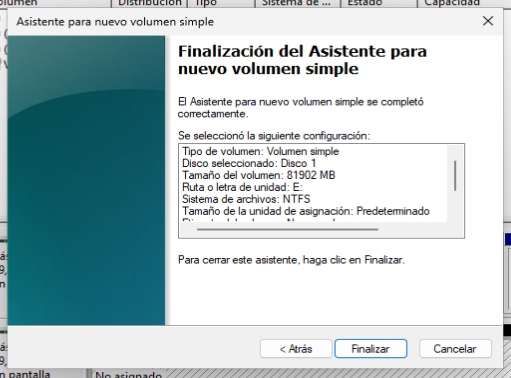 Distribución | Tipo | Sistema de ... | Estado | Capacidad
Asistente para nuevo volumen simple
Finalización del Asistente para
nuevo volumen simple
El Asistente para nuevo volumen simple se completó
correctamente.
Se seleccionó la siguiente configuración:
Tipo de volumen: Volumen simple
Disco seleccionado: Disco 1
Tamaño del volumen: 81902 MB
Ruta o letra de unidad: E:
Sistema de archivos: NTFS
Tamaño de la unidad de asignación: Predeterminado
Para cerrar este asistente, haga clic en Finalizar.
< Atrás
Finalizar
Cancelar
n pantalla
No asignado